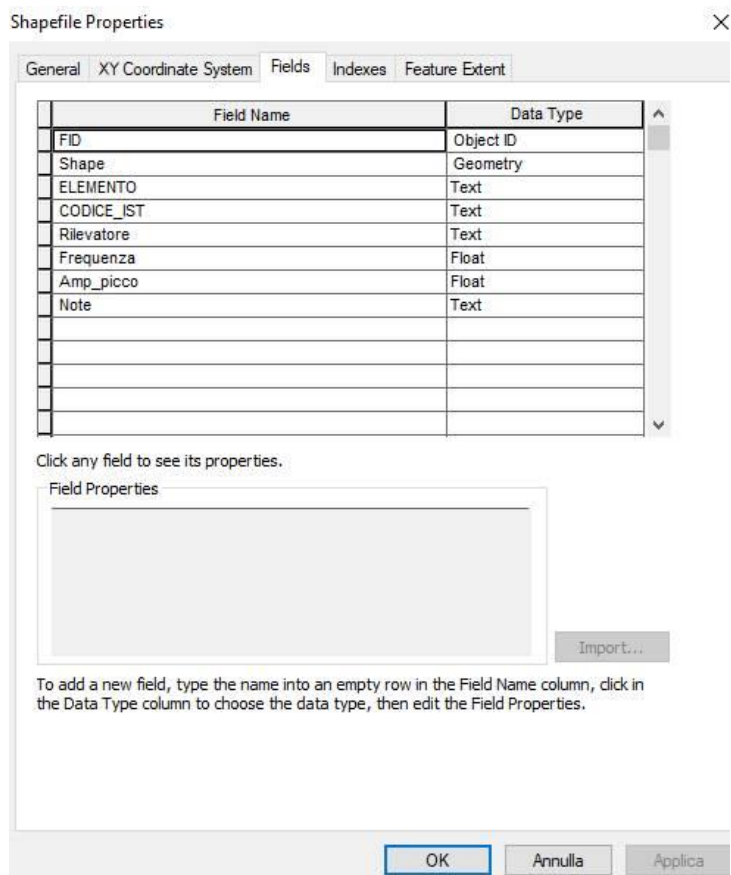 Shapefile Properties
General XY Coordinate System Fields Indexes Feature Extent
Field Name Data Type
FID Object ID
Shape Geometry
ELEMENTO Text
CODICE_IST Text
Rilevatore Text
Frequenza Float
Amp_picco Float
Note Text
Click any field to see its properties.
Field Properties
Import...
To add a new field, type the name into an empty row in the Field Name column, click in
the Data Type column to choose the data type, then edit the Field Properties.
OK Annulla Applica